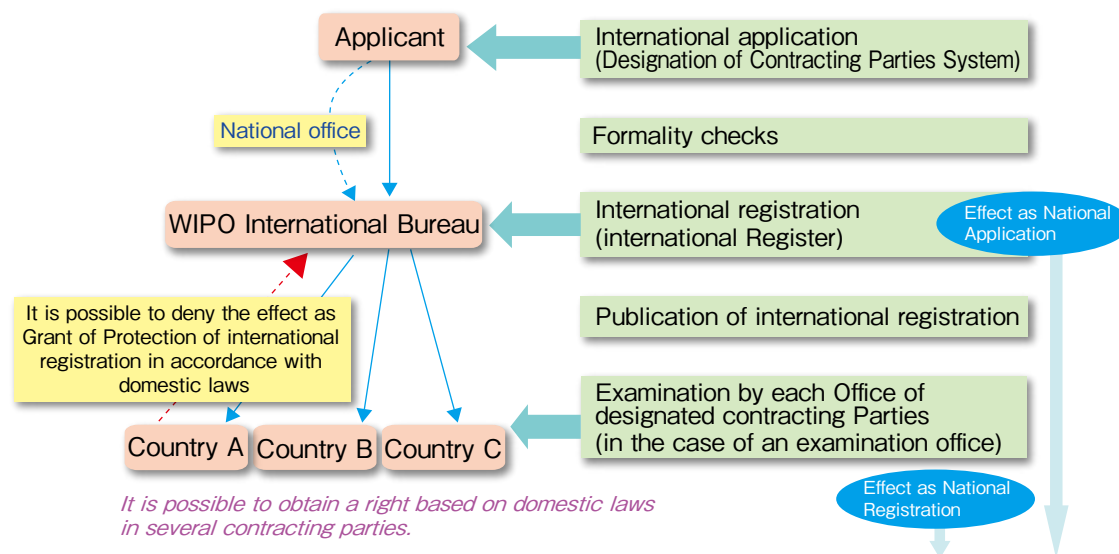 Applicant
International application
(Designation of Contracting Parties System)
National office
Formality checks
WIPO International Bureau
International registration
(international Register)
Effect as National
Application
It is possible to deny the effect as
Grant of Protection of international
registration in accordance with
domestic laws
Publication of international registration
Examination by each Office of
designated contracting Parties
(in the case of an examination office)
Country A
Country B
Country C
Effect as National
Registration
It is possible to obtain a right based on domestic laws
in several contracting parties.